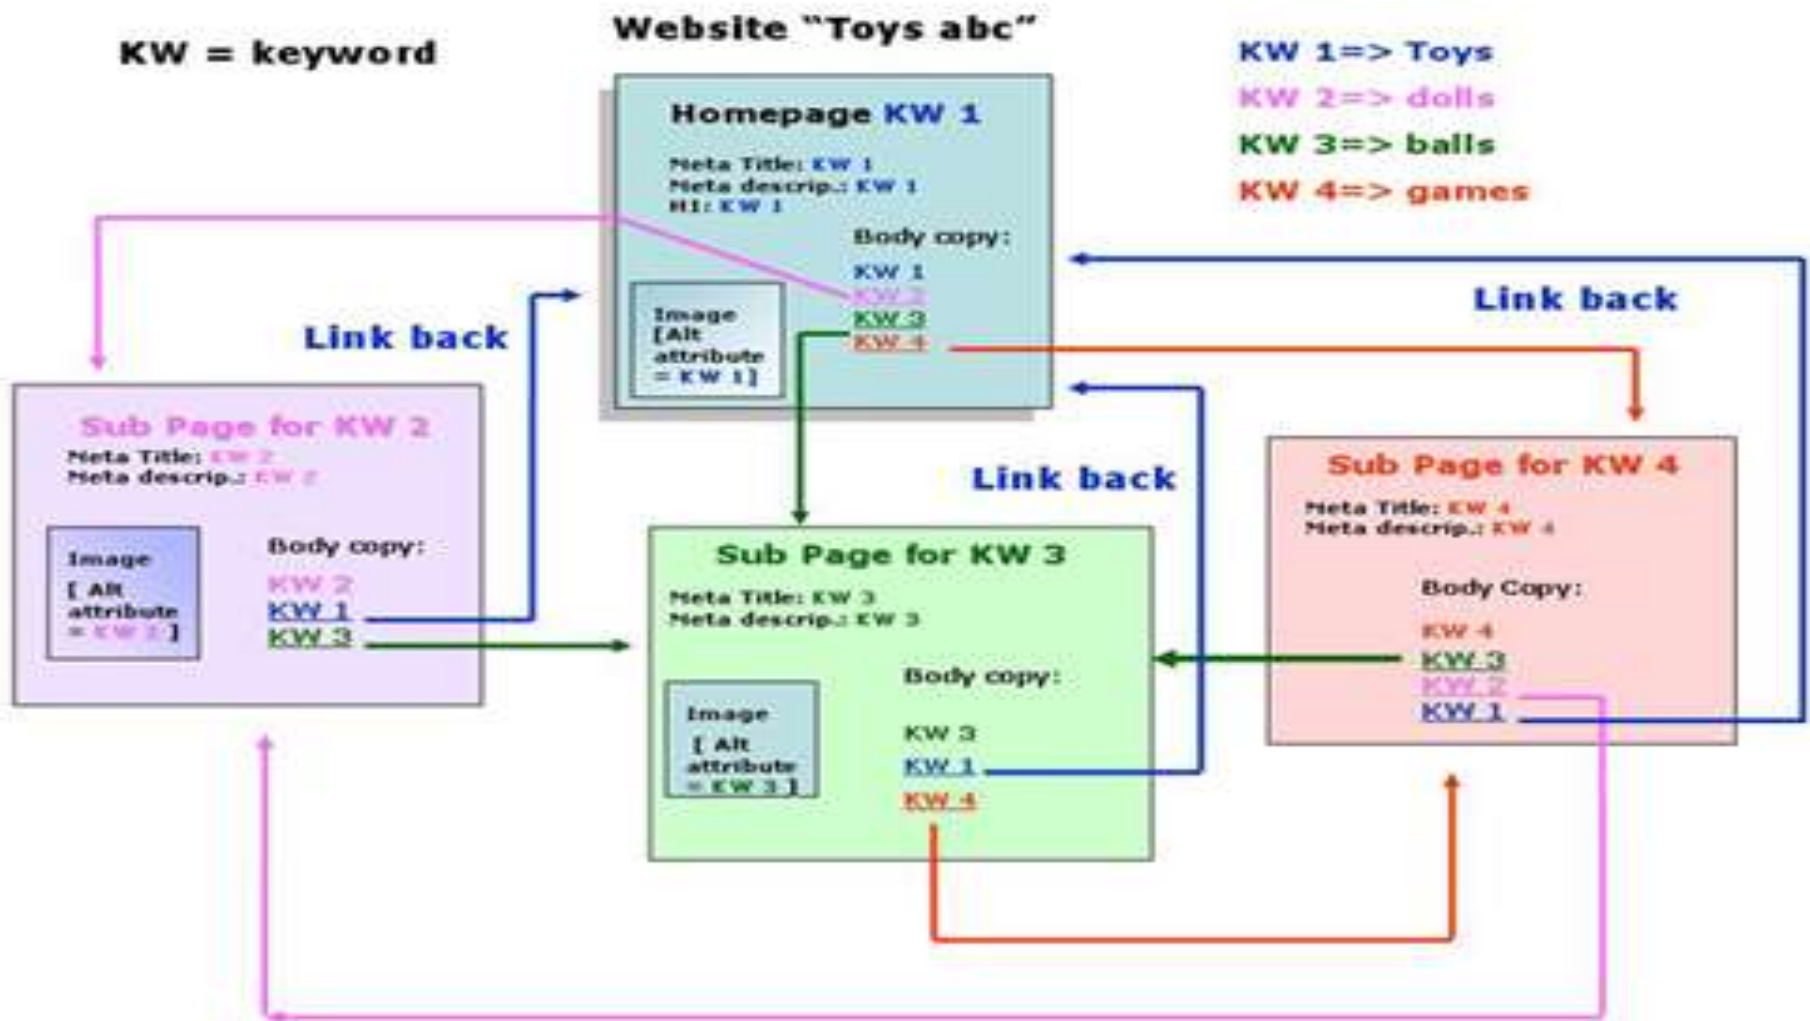 KW = keyword
Website “Toys abc”
KW 1=> Toys
KW 2=> dolls
KW 3=> balls
KW 4=> games
Homepage KW 1
Meta Title: KW 1
Meta descrip.: KW 1
H1: KW 1
Body copy:
KW 1
KW 2
KW 3
KW 4
Image
[Alt
attribute
= KW 1]
Link back
Link back
Link back
Sub Page for KW 2
Meta Title: KW 2
Meta descrip.: KW 2
Image
[ Alt
attribute
= KW 2 ]
Body copy:
KW 2
KW 1
KW 3
Sub Page for KW 3
Meta Title: KW 3
Meta descrip.: KW 3
Body copy:
Image
[ Alt
attribute
= KW 3 ]
KW 3
KW 1
KW 4
Sub Page for KW 4
Meta Title: KW 4
Meta descrip.: KW 4
Body Copy:
KW 4
KW 3
KW 2
KW 1